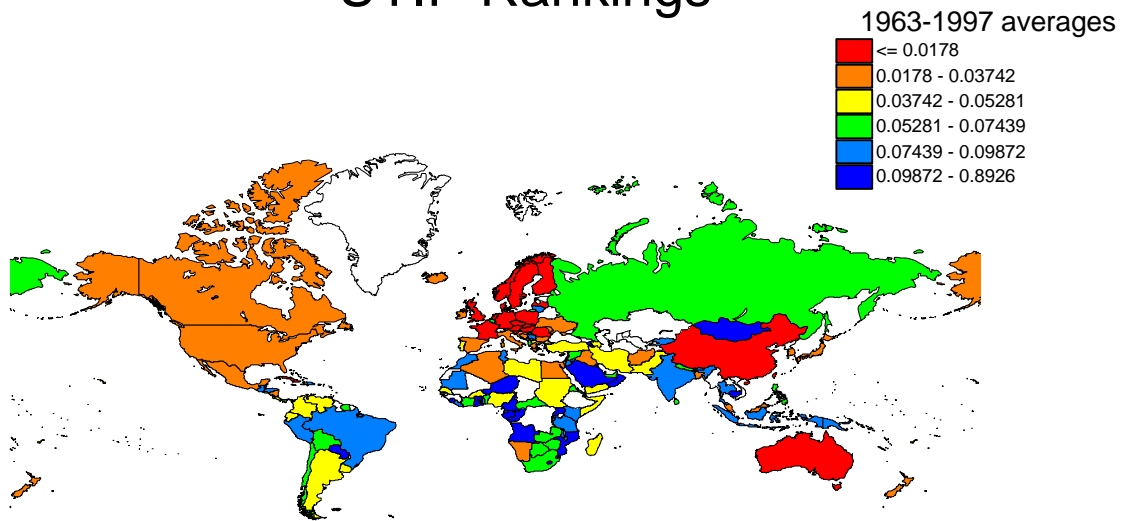 Rankings
1963-1997 averages
<= 0.0178
0.0178 - 0.03742
0.03742 - 0.05281
0.05281 - 0.07439
0.07439 - 0.09872
0.09872 - 0.8926